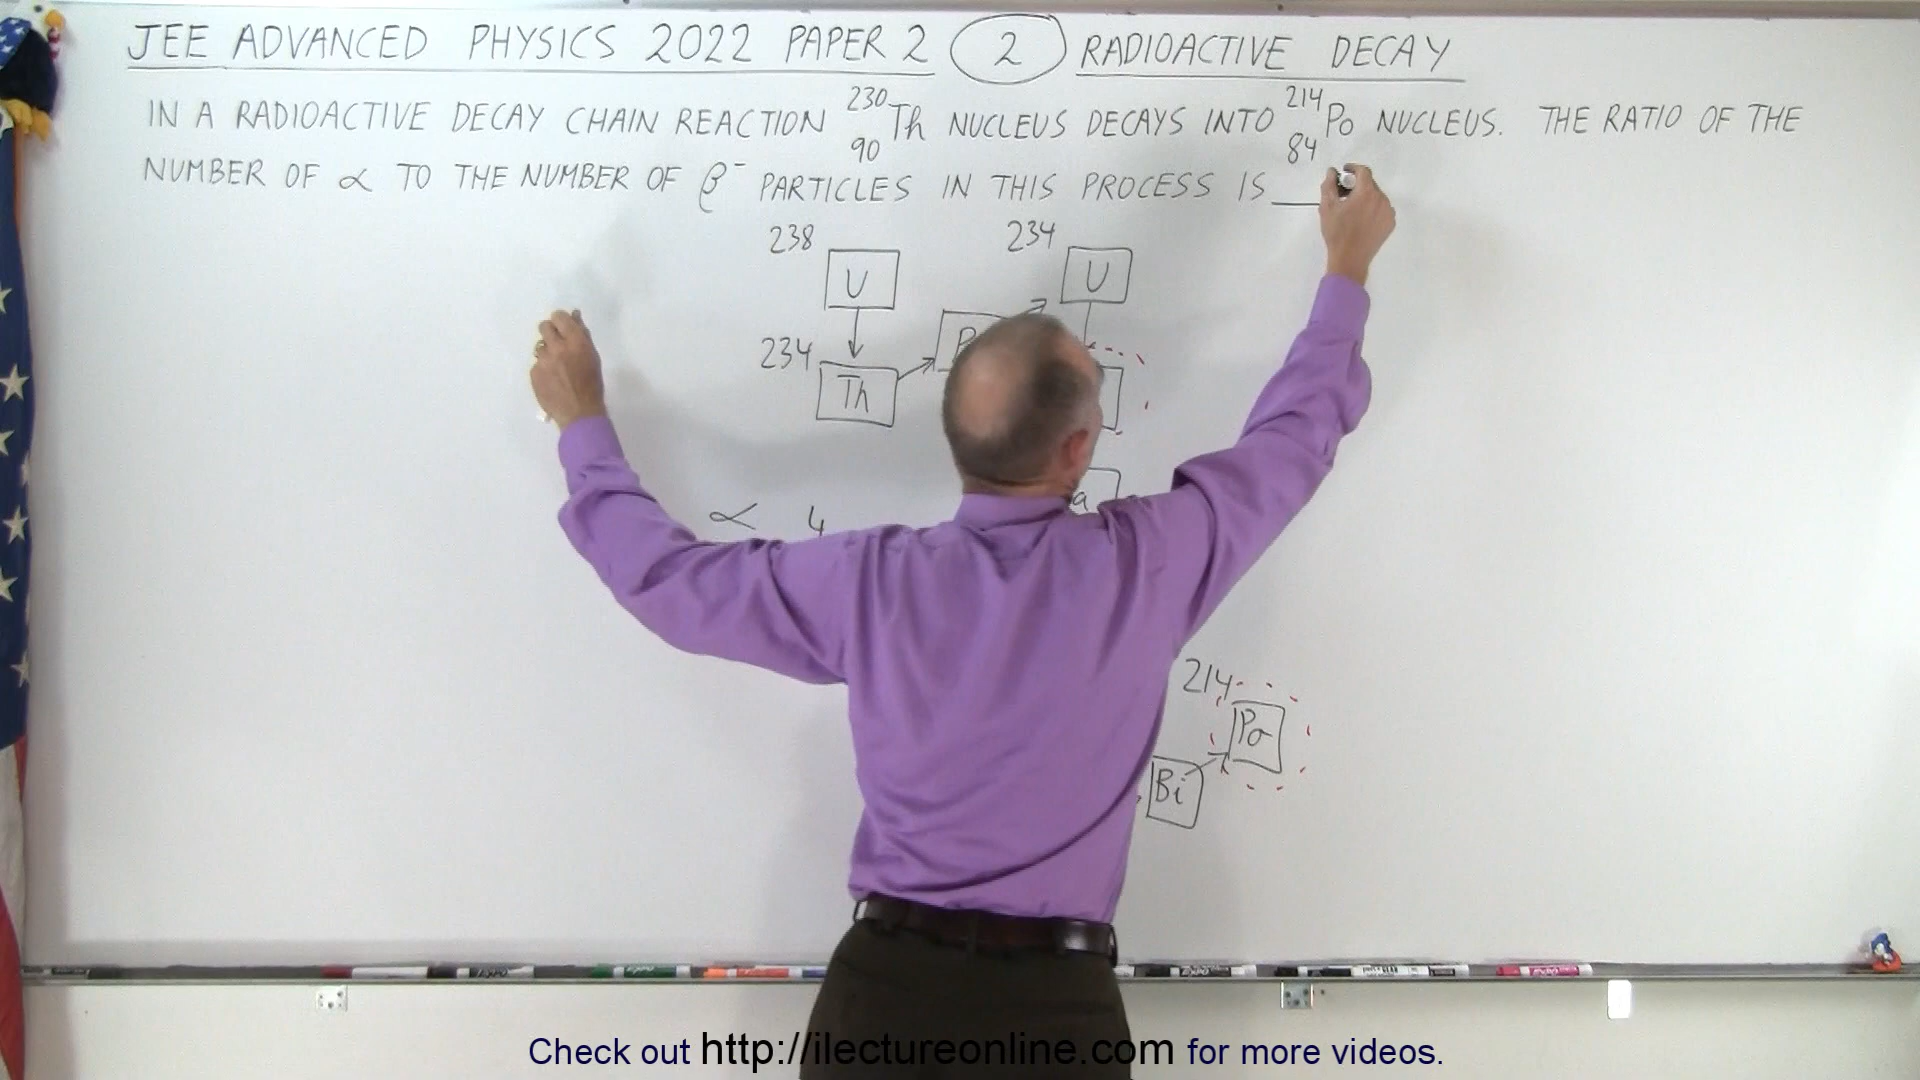 JEE ADVANCED PHYSICS 2022 PAPER 2 2 RADIOACTIVE DECAY
IN A RADIOACTIVE DECAY CHAIN REACTION 230 90 Th NUCLEUS DECAYS INTO 214 84 Po NUCLEUS. THE RATIO OF THE
NUMBER OF α TO THE NUMBER OF β⁻ PARTICLES IN THIS PROCESS IS ___
238 234
U U
234
Th
α 4
214
Po
Bi
Check out http://ilectureonline.com for more videos.